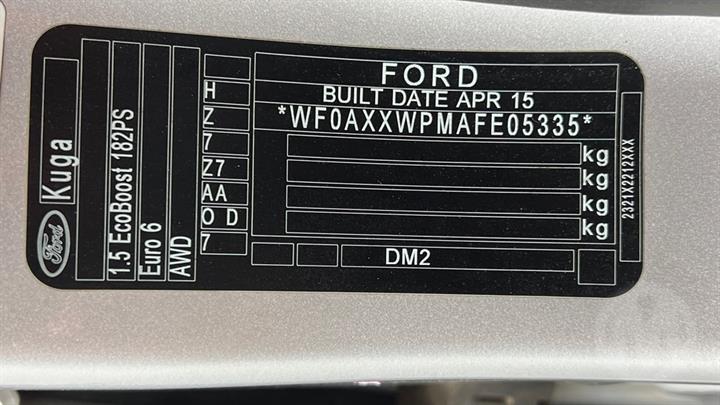 FORD
BUILT DATE APR 15
*WF0AXXWPMAFE05335*
kg
kg
kg
kg
DM2
H
Z
7
Z7
AA
O D
7
Ford
Kuga
1.5 EcoBoost 182PS
Euro 6
AWD
2321X2212XXX